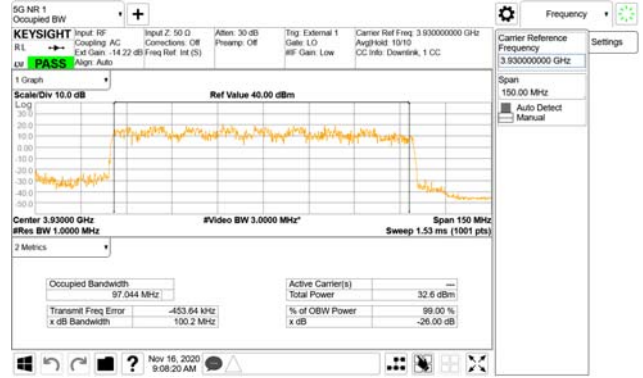 5G NR 1
Occupied BW
Frequency
KEYSIGHT
Input: RF
Input Z: 50 Ω
Atten: 30 dB
Trig: External 1
Carrier Ref Freq: 3.930000000 GHz
RL
Coupling: AC
Corrections: Off
Preamp: Off
Gate: LO
Avg|Hold: 10/10
Ext Gain: -14.22 dB
Freq Ref: Int (S)
#IF Gain: Low
CC Info: Downlink, 1 CC
PASS
Align: Auto
Carrier Reference
Frequency
3.930000000 GHz
Settings
Span
150.00 MHz
Auto Detect
Manual
1 Graph
Scale/Div 10.0 dB
Ref Value 40.00 dBm
Log
30.0
20.0
10.0
0.00
-10.0
-20.0
-30.0
-40.0
-50.0
Center 3.93000 GHz
#Video BW 3.0000 MHz*
Span 150 MHz
#Res BW 1.0000 MHz
Sweep 1.53 ms (1001 pts)
2 Metrics
Occupied Bandwidth
97.044 MHz
Active Carrier(s)
---
Total Power
32.6 dBm
Transmit Freq Error
-453.64 kHz
% of OBW Power
99.00 %
x dB Bandwidth
100.2 MHz
x dB
-26.00 dB
?
Nov 16, 2020
9:08:20 AM